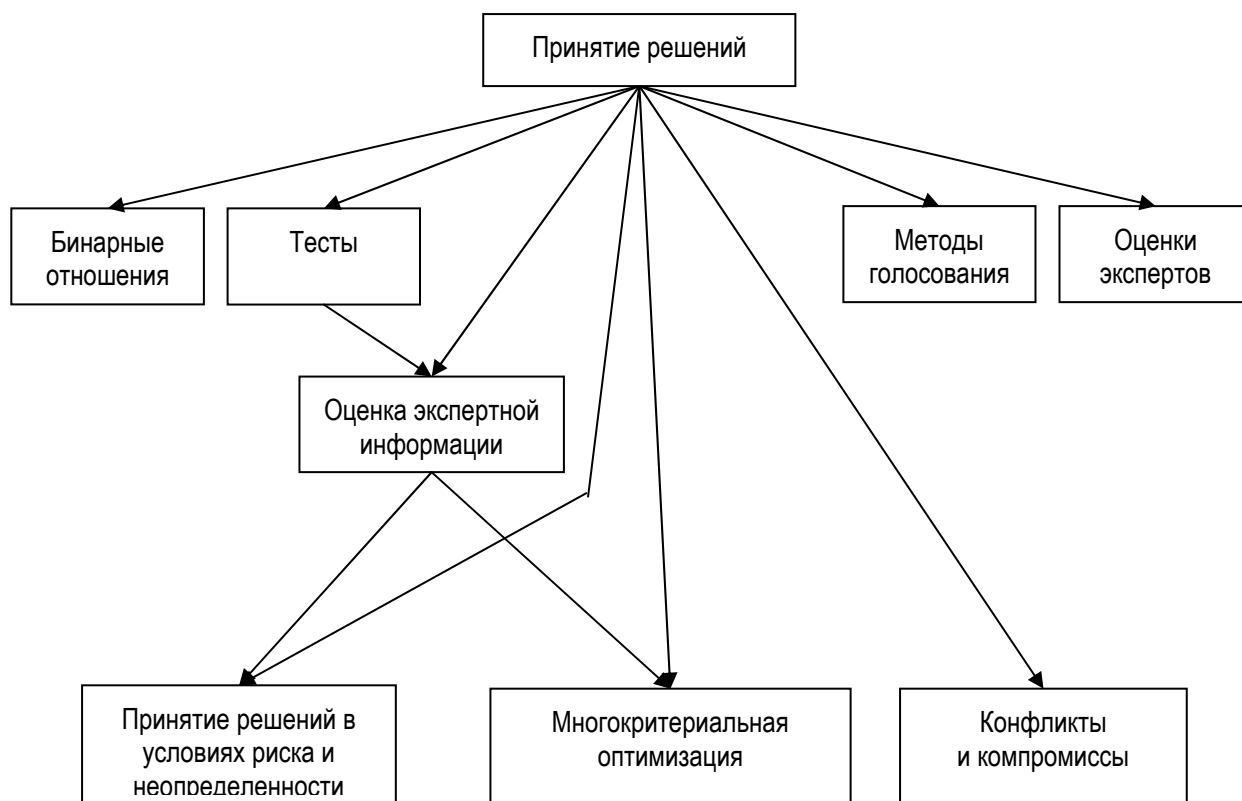 Принятие решений
Бинарные
отношения
Тесты
Методы
голосования
Оценки
экспертов
Оценка экспертной
информации
Принятие решений в
условиях риска и
неопределенности
Многокритериальная
оптимизация
Конфликты
и компромиссы